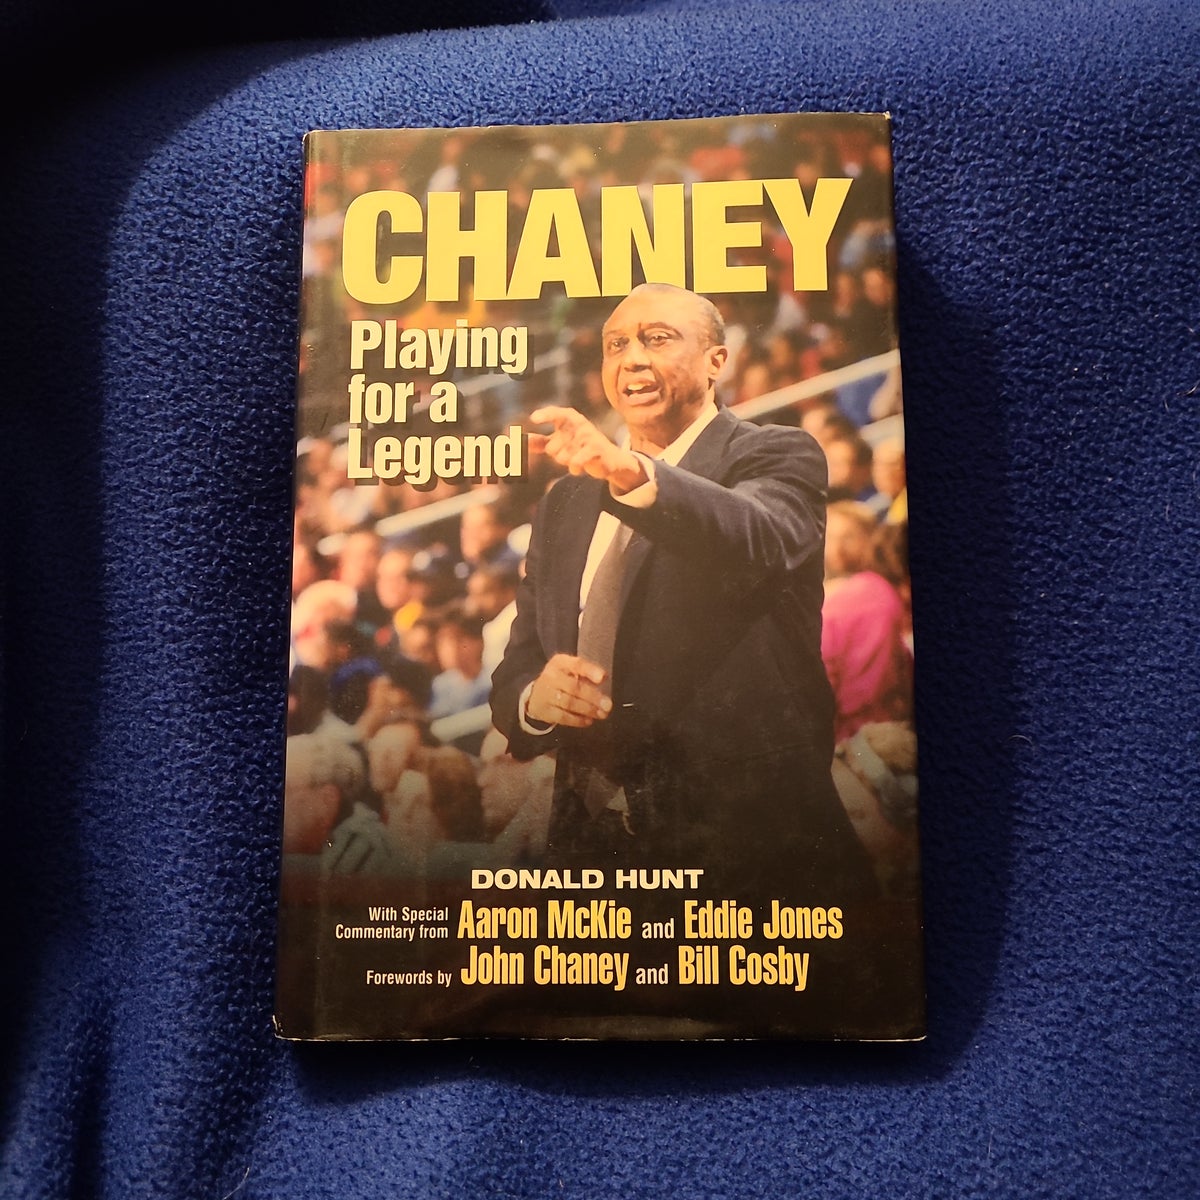 CHANEY
Playing
for a
Legend
DONALD HUNT
With Special
Commentary from Aaron McKie and Eddie Jones
Forewords by John Chaney and Bill Cosby